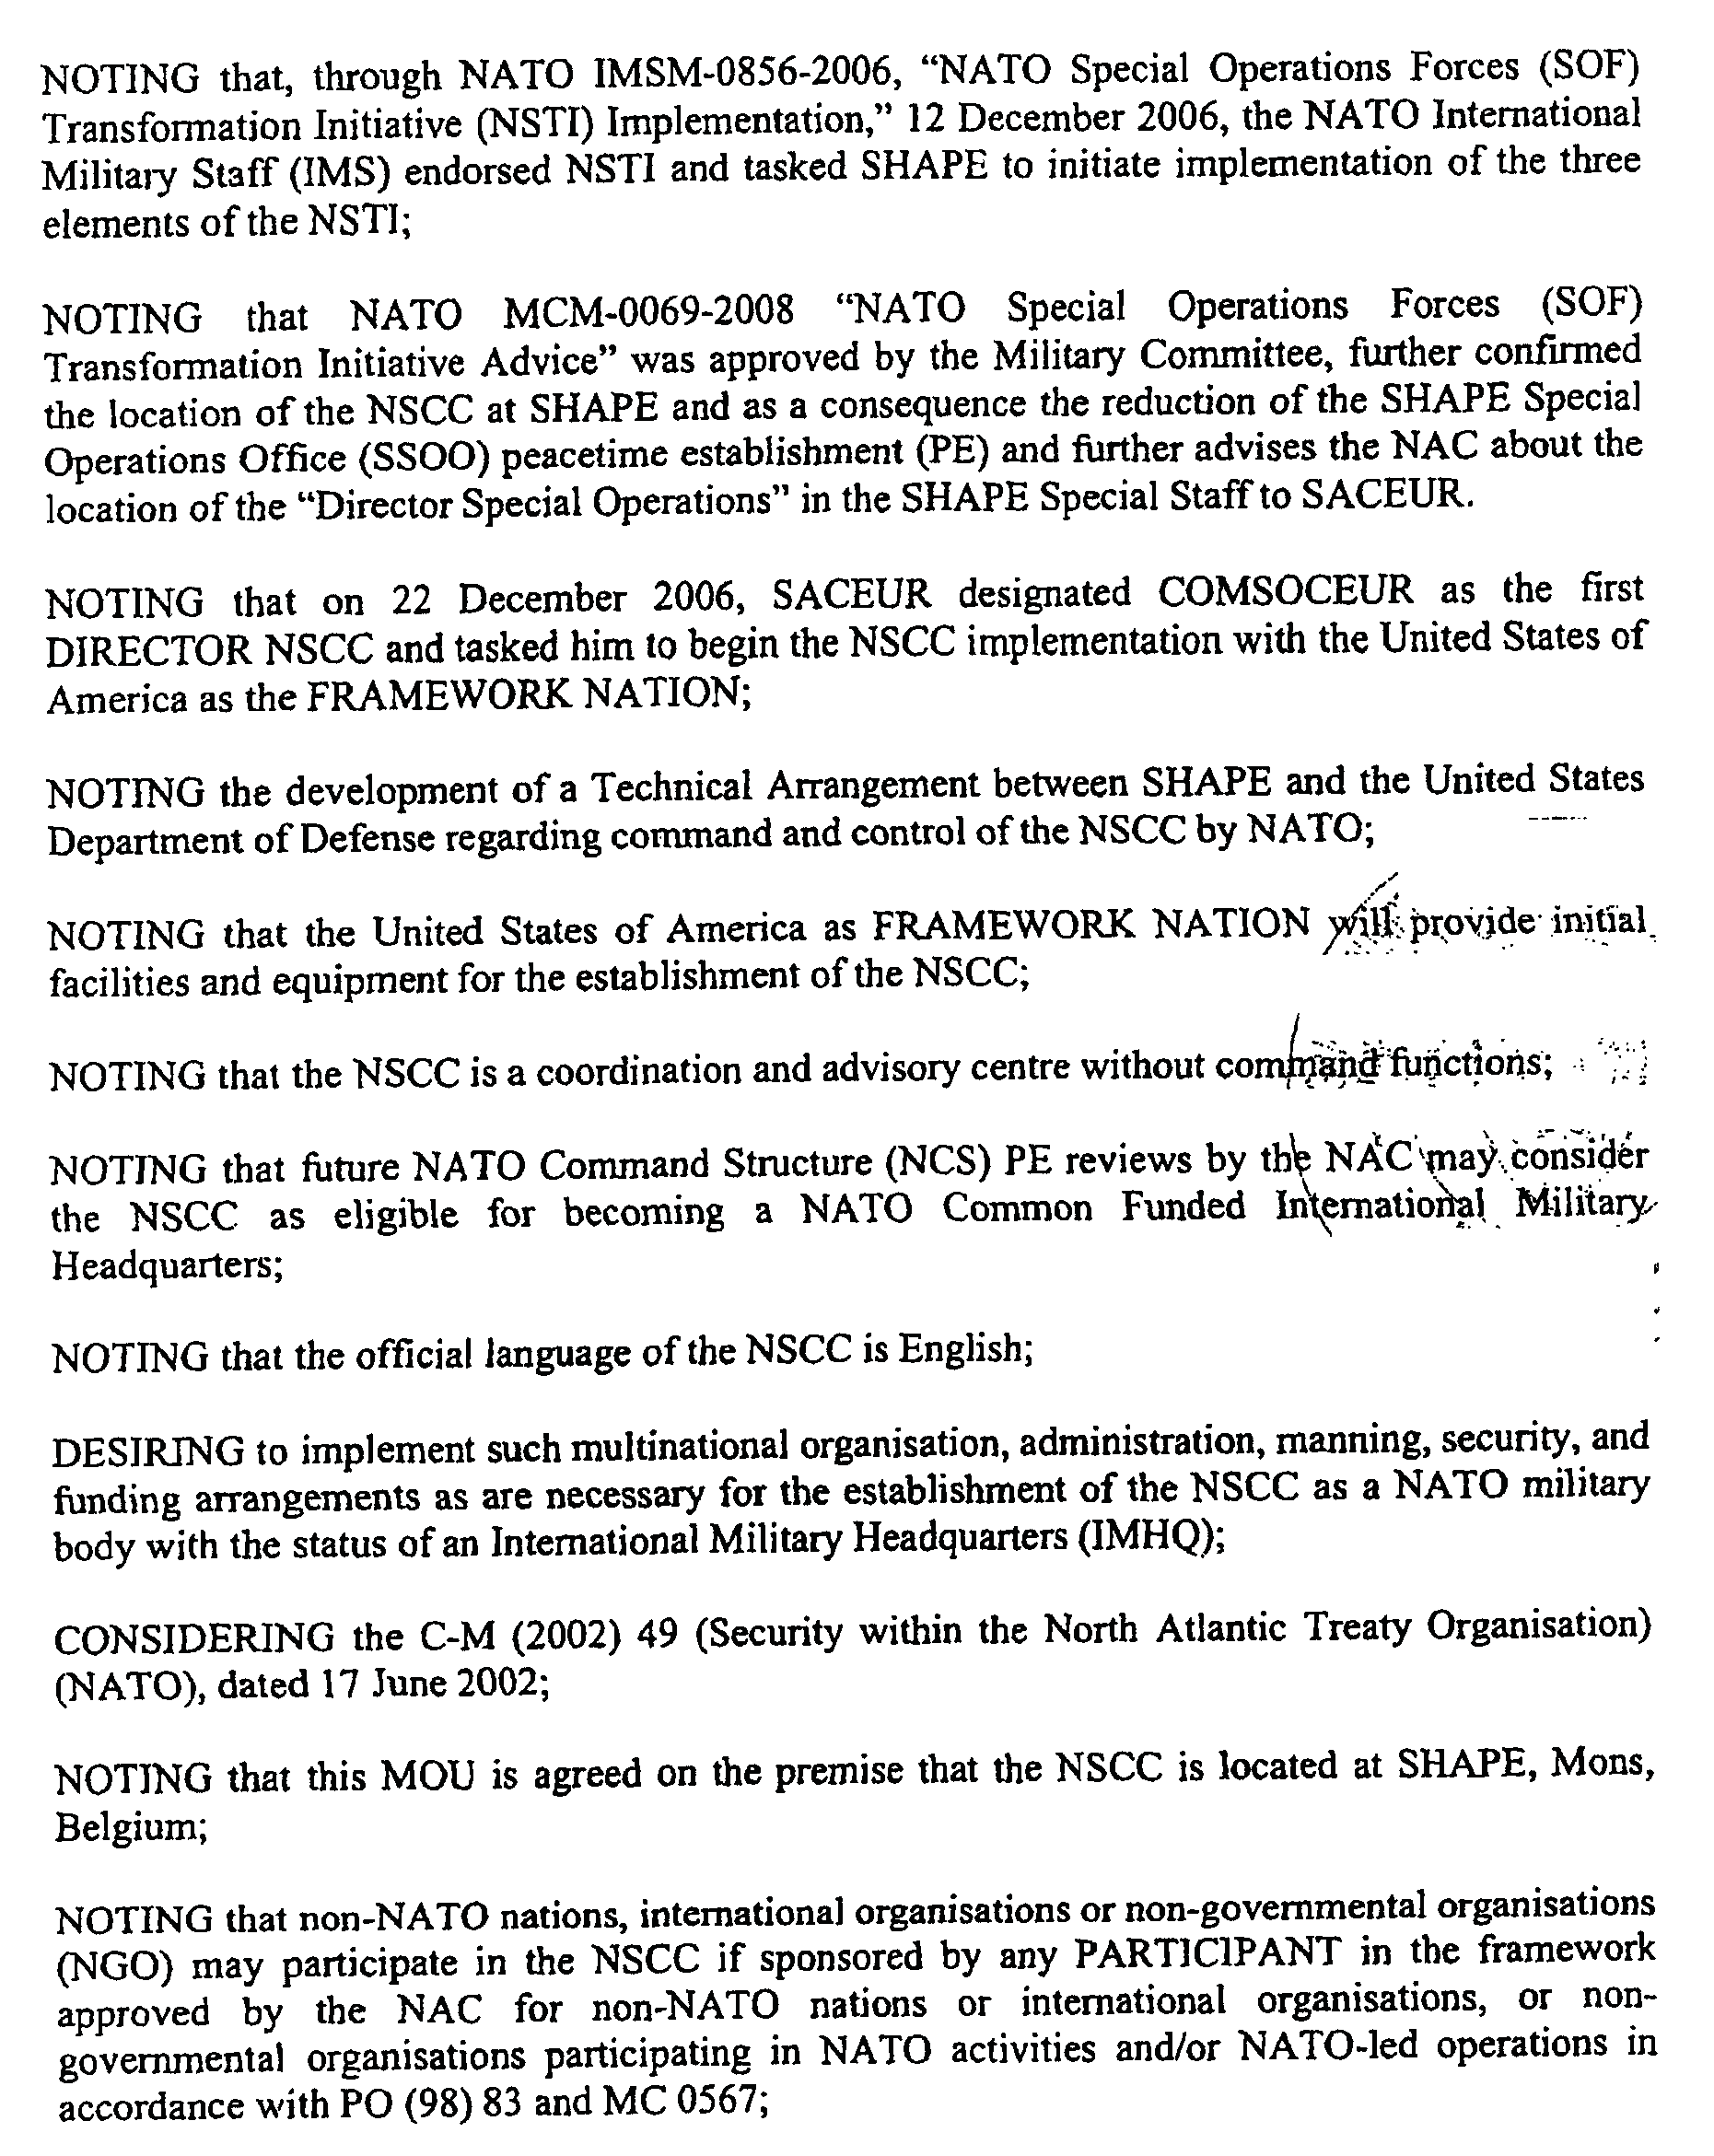 NOTING that, through NATO IMSM-0856-2006, “NATO Special Operations Forces (SOF)
Transformation Initiative (NSTI) Implementation,” 12 December 2006, the NATO International
Military Staff (IMS) endorsed NSTI and tasked SHAPE to initiate implementation of the three
elements of the NSTI;
NOTING that NATO MCM-0069-2008 “NATO Special Operations Forces (SOF)
Transformation Initiative Advice” was approved by the Military Committee, further confirmed
the location of the NSCC at SHAPE and as a consequence the reduction of the SHAPE Special
Operations Office (SSOO) peacetime establishment (PE) and further advises the NAC about the
location of the “Director Special Operations” in the SHAPE Special Staff to SACEUR.
NOTING that on 22 December 2006, SACEUR designated COMSOCEUR as the first
DIRECTOR NSCC and tasked him to begin the NSCC implementation with the United States of
America as the FRAMEWORK NATION;
NOTING the development of a Technical Arrangement between SHAPE and the United States
Department of Defense regarding command and control of the NSCC by NATO;
NOTING that the United States of America as FRAMEWORK NATION will provide initial
facilities and equipment for the establishment of the NSCC;
NOTING that the NSCC is a coordination and advisory centre without command functions;
NOTING that future NATO Command Structure (NCS) PE reviews by the NAC may consider
the NSCC as eligible for becoming a NATO Common Funded International Military
Headquarters;
NOTING that the official language of the NSCC is English;
DESIRING to implement such multinational organisation, administration, manning, security, and
funding arrangements as are necessary for the establishment of the NSCC as a NATO military
body with the status of an International Military Headquarters (IMHQ);
CONSIDERING the C-M (2002) 49 (Security within the North Atlantic Treaty Organisation)
(NATO), dated 17 June 2002;
NOTING that this MOU is agreed on the premise that the NSCC is located at SHAPE, Mons,
Belgium;
NOTING that non-NATO nations, international organisations or non-governmental organisations
(NGO) may participate in the NSCC if sponsored by any PARTICIPANT in the framework
approved by the NAC for non-NATO nations or international organisations, or non-
governmental organisations participating in NATO activities and/or NATO-led operations in
accordance with PO (98) 83 and MC 0567;